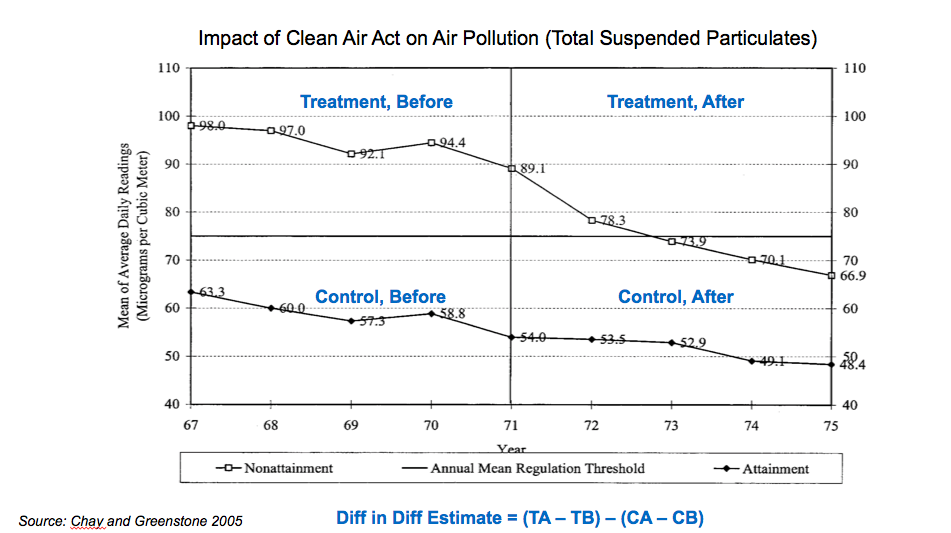 Impact of Clean Air Act on Air Pollution (Total Suspended Particulates)
110 110
Treatment, Before Treatment, After
100 100
98.0 97.0 92.1 94.4 89.1
90 90
80 80
78.3 73.9 70.1 66.9
70 70
Mean of Average Daily Readings
(Micrograms per Cubic Meter)
Control, Before Control, After
63.3 60.0 57.3 58.8 54.0 53.5 52.9 49.1 48.4
60 60
50 50
40 40
67 68 69 70 71 72 73 74 75
Year
Nonattainment Annual Mean Regulation Threshold Attainment
Source: Chay and Greenstone 2005
Diff in Diff Estimate = (TA – TB) – (CA – CB)